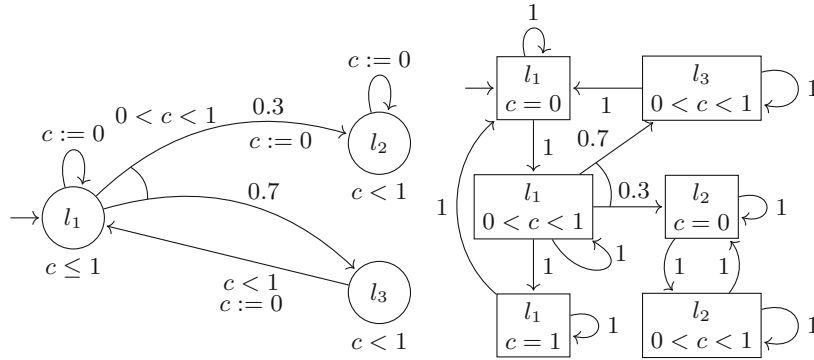 c := 0
0 < c < 1
0.3
c := 0
l₂
c < 1
c := 0
l₁
c ≤ 1
0.7
c < 1
c := 0
l₃
c < 1
1
l₁
c = 0
1
l₃
0 < c < 1
1
1
0.7
l₁
0 < c < 1
0.3
l₂
c = 0
1
1
1
1
1
1
l₁
c = 1
1
l₂
0 < c < 1
1